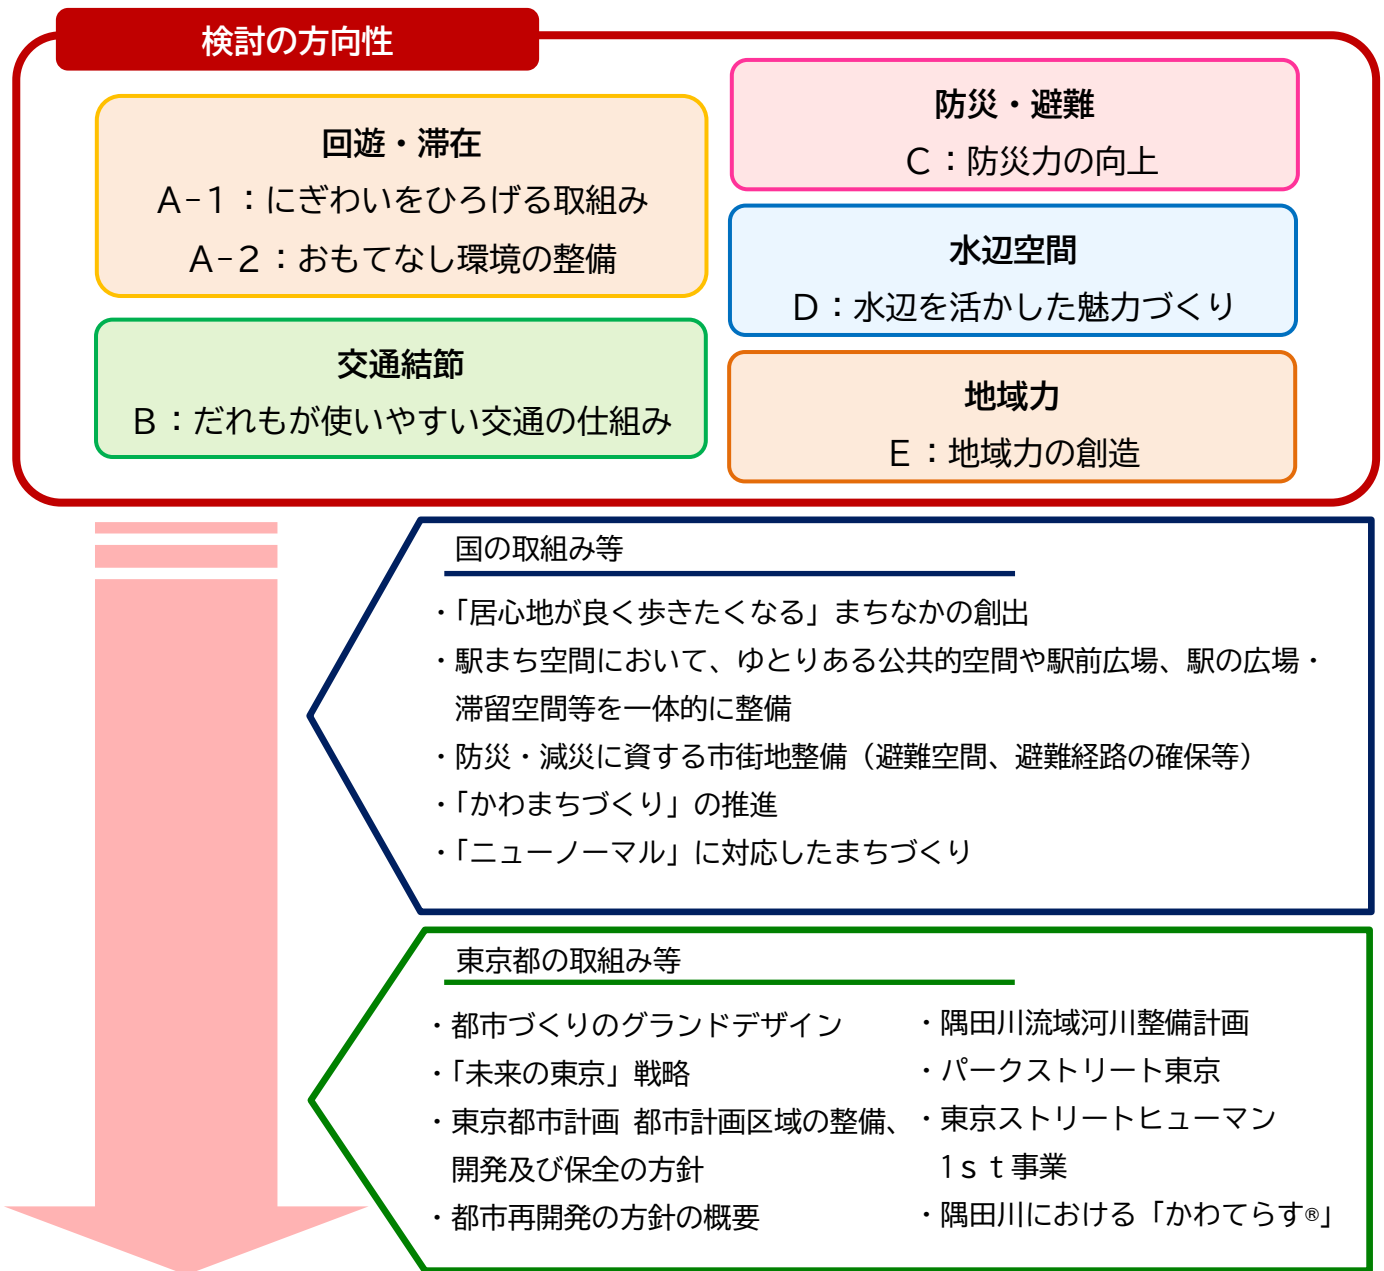 検討の方向性
回遊・滞在
A-1：にぎわいをひろげる取組み
A-2：おもてなし環境の整備
交通結節
B：だれもが使いやすい交通の仕組み
防災・避難
C：防災力の向上
水辺空間
D：水辺を活かした魅力づくり
地域力
E：地域力の創造
国の取組み等
・「居心地が良く歩きたくなる」まちなかの創出
・駅まち空間において、ゆとりある公共的空間や駅前広場、駅の広場・
滞留空間等を一体的に整備
・防災・減災に資する市街地整備（避難空間、避難経路の確保等）
・「かわまちづくり」の推進
・「ニューノーマル」に対応したまちづくり
東京都の取組み等
・都市づくりのグランドデザイン
・「未来の東京」戦略
・東京都市計画 都市計画区域の整備、
開発及び保全の方針
・都市再開発の方針の概要
・隅田川流域河川整備計画
・パークストリート東京
・東京ストリートヒューマン
1ｓｔ事業
・隅田川における「かわてらす®」